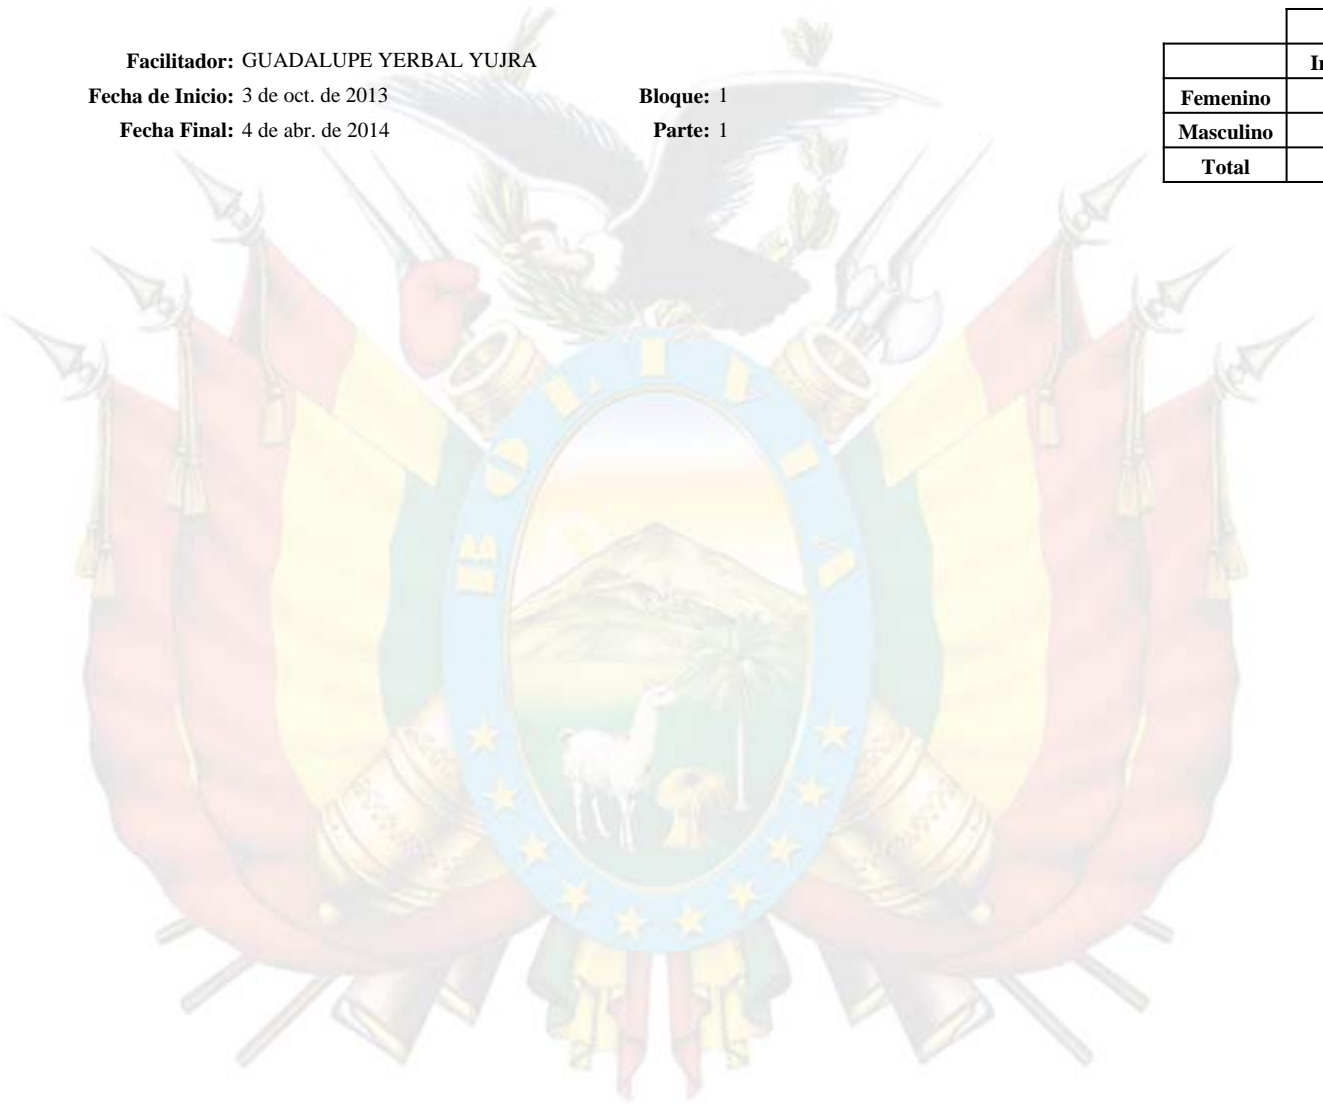 Facilitador: GUADALUPE YERBAL YUJRA
Fecha de Inicio: 3 de oct. de 2013 Bloque: 1
Fecha Final: 4 de abr. de 2014 Parte: 1
Femenino
Masculino
Total
BOLIVIA